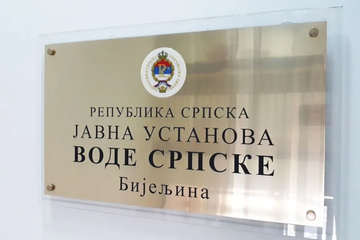 РЕПУБЛИКА СРПСКА
ЈАВНА УСТАНОВА
ВОДЕ СРПСКЕ
Бијељина